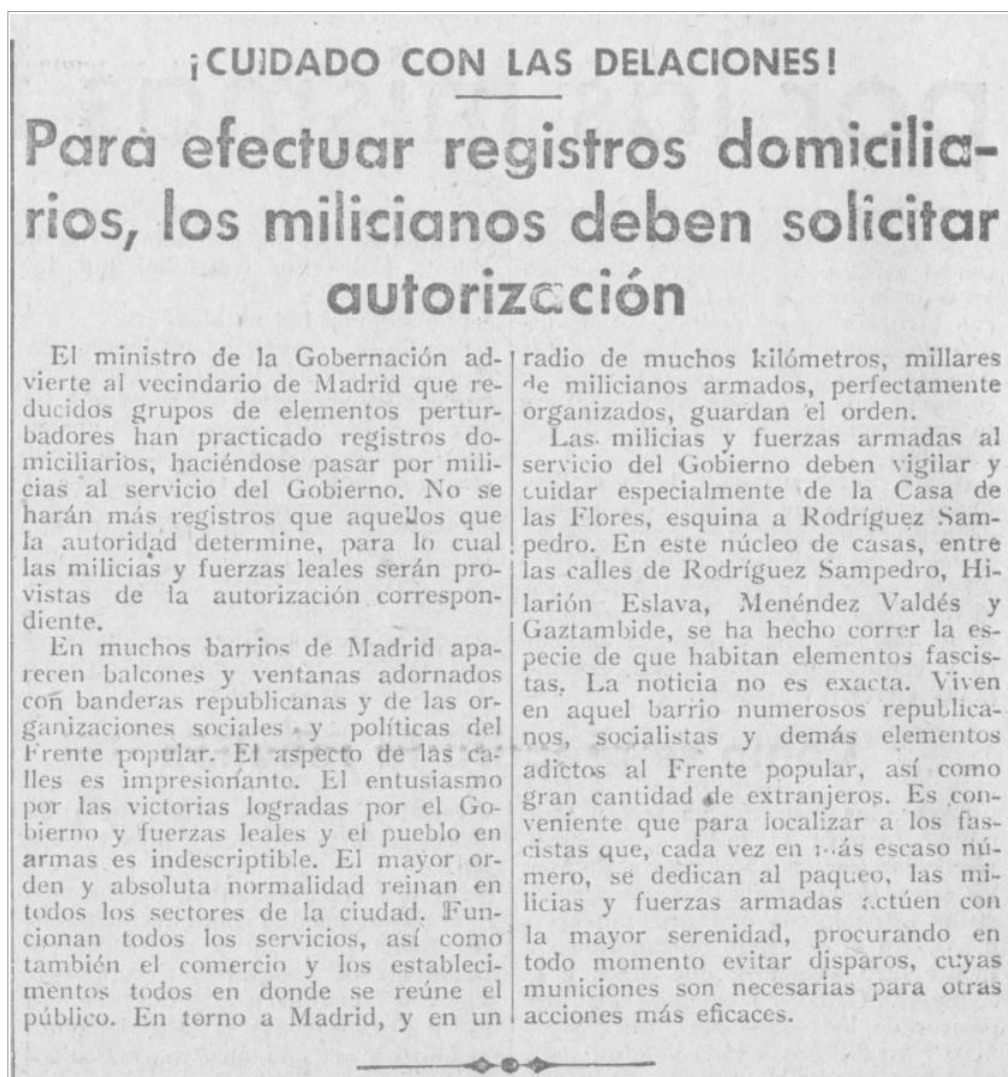 ¡CUIDADO CON LAS DELACIONES!
Para efectuar registros domicilia-
rios, los milicianos deben solicitar
autorización
El ministro de la Gobernación ad-
vierte al vecindario de Madrid que re-
ducidos grupos de elementos pertur-
badores han practicado registros do-
miciliarios, haciéndose pasar por mili-
cias al servicio del Gobierno. No se
harán más registros que aquellos que
la autoridad determine, para lo cual
las milicias y fuerzas leales serán pro-
vistas de la autorización correspon-
diente.
En muchos barrios de Madrid apa-
recen balcones y ventanas adornados
con banderas republicanas y de las or-
ganizaciones sociales y políticas del
Frente popular. El aspecto de las ca-
lles es impresionante. El entusiasmo
por las victorias logradas por el Go-
bierno y fuerzas leales y el pueblo en
armas es indescriptible. El mayor or-
den y absoluta normalidad reinan en
todos los sectores de la ciudad. Fun-
cionan todos los servicios, así como
también el comercio y los estableci-
mentos todos en donde se reúne el
público. En torno a Madrid, y en un
radio de muchos kilómetros, millares
de milicianos armados, perfectamente
organizados, guardan el orden.
Las milicias y fuerzas armadas al
servicio del Gobierno deben vigilar y
cuidar especialmente de la Casa de
las Flores, esquina a Rodríguez Sam-
pedro. En este núcleo de casas, entre
las calles de Rodríguez Sampedro, Hi-
larión Eslava, Menéndez Valdés y
Gaztambide, se ha hecho correr la es-
pecie de que habitan elementos fascis-
tas. La noticia no es exacta. Viven
en aquel barrio numerosos republica-
nos, socialistas y demás elementos
adictos al Frente popular, así como
gran cantidad de extranjeros. Es con-
veniente que para localizar a los fas-
cistas que, cada vez en más escaso nú-
mero, se dedican al paqueo, las mi-
licias y fuerzas armadas actúen con
la mayor serenidad, procurando en
todo momento evitar disparos, cuyas
municiones son necesarias para otras
acciones más eficaces.